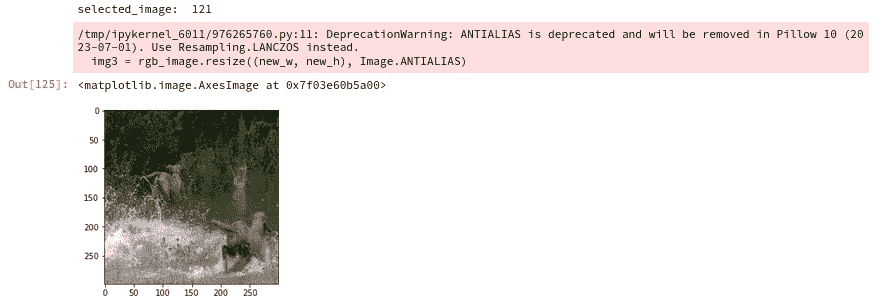 selected_image:  121
/tmp/ipykernel_6011/976265760.py:11: DeprecationWarning: ANTIALIAS is deprecated and will be removed in Pillow 10 (20
23-07-01). Use Resampling.LANCZOS instead.
  img3 = rgb_image.resize((new_w, new_h), Image.ANTIALIAS)
Out[125]: <matplotlib.image.AxesImage at 0x7f03e60b5a00>
0
50
100
150
200
250
0 50 100 150 200 250